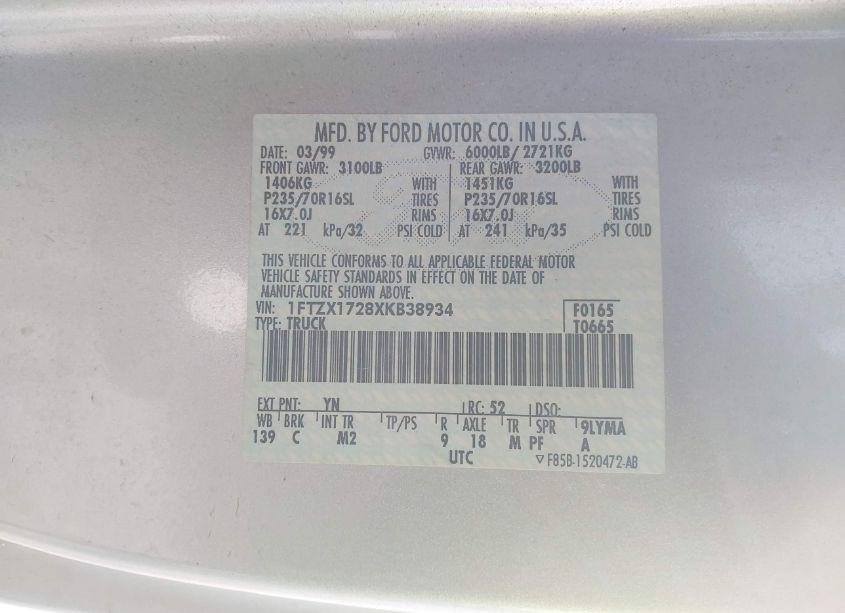 MFD. BY FORD MOTOR CO. IN U.S.A.
DATE: 03/99 GVWR: 6000LB/ 2721KG
FRONT GAWR: 3100LB REAR GAWR: 3200LB
1406KG WITH 1451KG WITH
P235/70R16SL TIRES P235/70R16SL TIRES
16X7.0J RIMS 16X7.0J RIMS
AT 221 kPa/32 PSI COLD AT 241 kPa/35 PSI COLD
THIS VEHICLE CONFORMS TO ALL APPLICABLE FEDERAL MOTOR
VEHICLE SAFETY STANDARDS IN EFFECT ON THE DATE OF
MANUFACTURE SHOWN ABOVE.
VIN: 1FTZX1728XKB38934 F0165
TYPE: TRUCK T0665
EXT PNT: YN RC: 52 DSO:
WB BRK INT TR TP/PS R AXLE TR SPR 9LYMA
139 C M2 9 18 M PF A
UTC ▽ F85B-1520472-AB